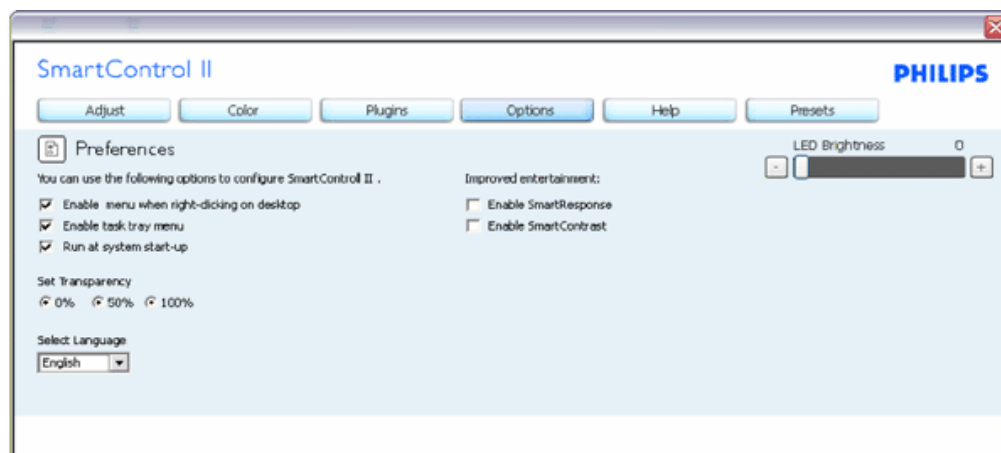 SmartControl II
PHILIPS
Adjust
Color
Plugins
Options
Help
Presets
Preferences
LED Brightness 0
- +
You can use the following options to configure SmartControl II .
Enable menu when right-clicking on desktop
Enable task tray menu
Run at system start-up
Improved entertainment:
Enable SmartResponse
Enable SmartContrast
Set Transparency
0% 50% 100%
Select Language
English